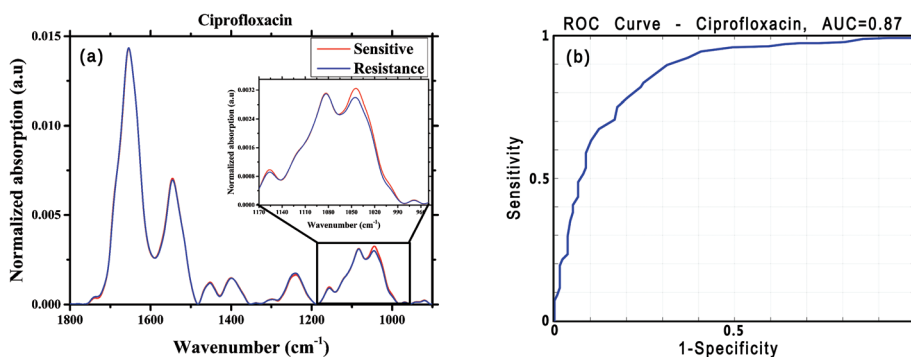 Ciprofloxacin
(a)
Sensitive
Resistance
Normalized absorption (a.u)
0.015
0.010
0.005
0.000
1800
1600
1400
1200
1000
Wavenumber (cm-1)
Normalized absorption (a.u)
0.0032
0.0024
0.0016
0.0008
0.0000
1170
1140
1110
1080
1050
1020
990
Wavenumber (cm-1)
ROC Curve - Ciprofloxacin, AUC=0.87
(b)
Sensitivity
1
0.5
0
0
0.5
1-Specificity